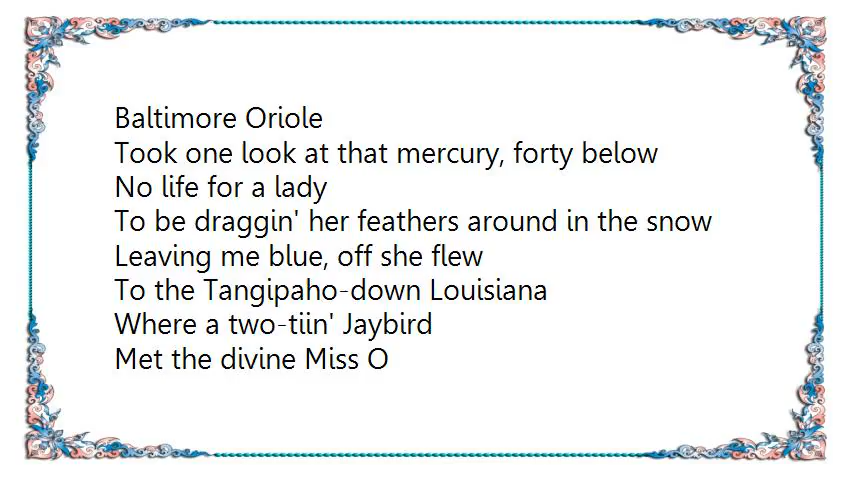 Baltimore Oriole
Took one look at that mercury, forty below
No life for a lady
To be draggin' her feathers around in the snow
Leaving me blue, off she flew
To the Tangipaho-down Louisiana
Where a two-tiin' Jaybird
Met the divine Miss O